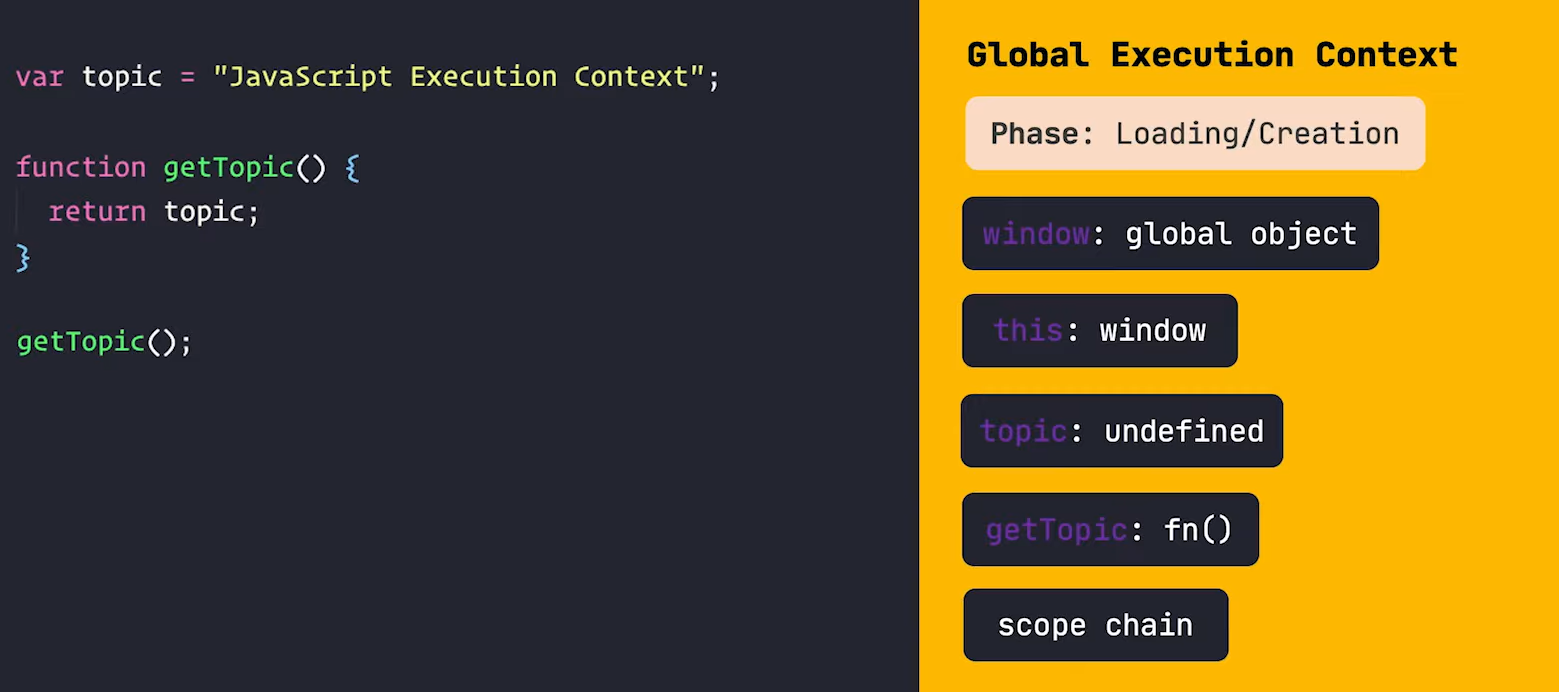 var topic = "JavaScript Execution Context";
function getTopic() {
return topic;
}
getTopic();
Global Execution Context
Phase: Loading/Creation
window: global object
this: window
topic: undefined
getTopic: fn()
scope chain